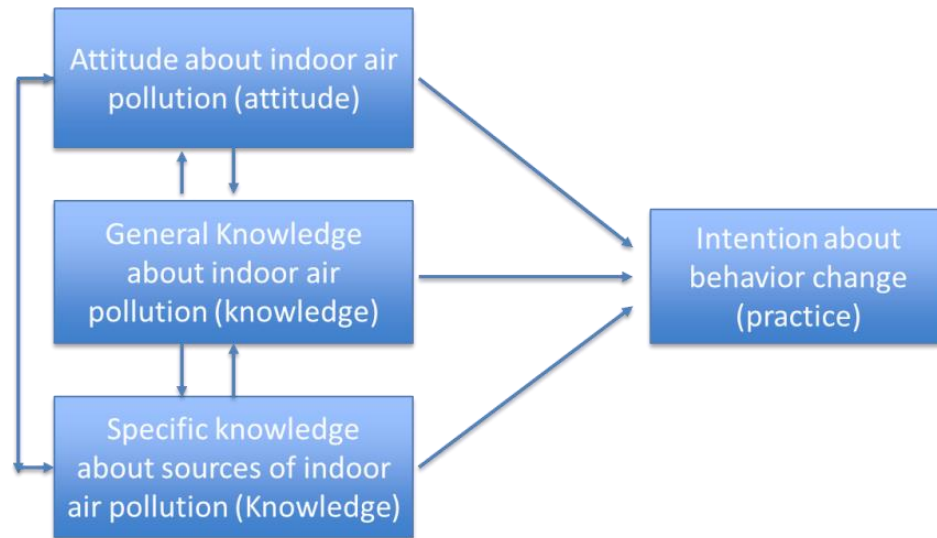 Attitude about indoor air
pollution (attitude)
General Knowledge
about indoor air
pollution (knowledge)
Intention about
behavior change
(practice)
Specific knowledge
about sources of indoor
air pollution (Knowledge)